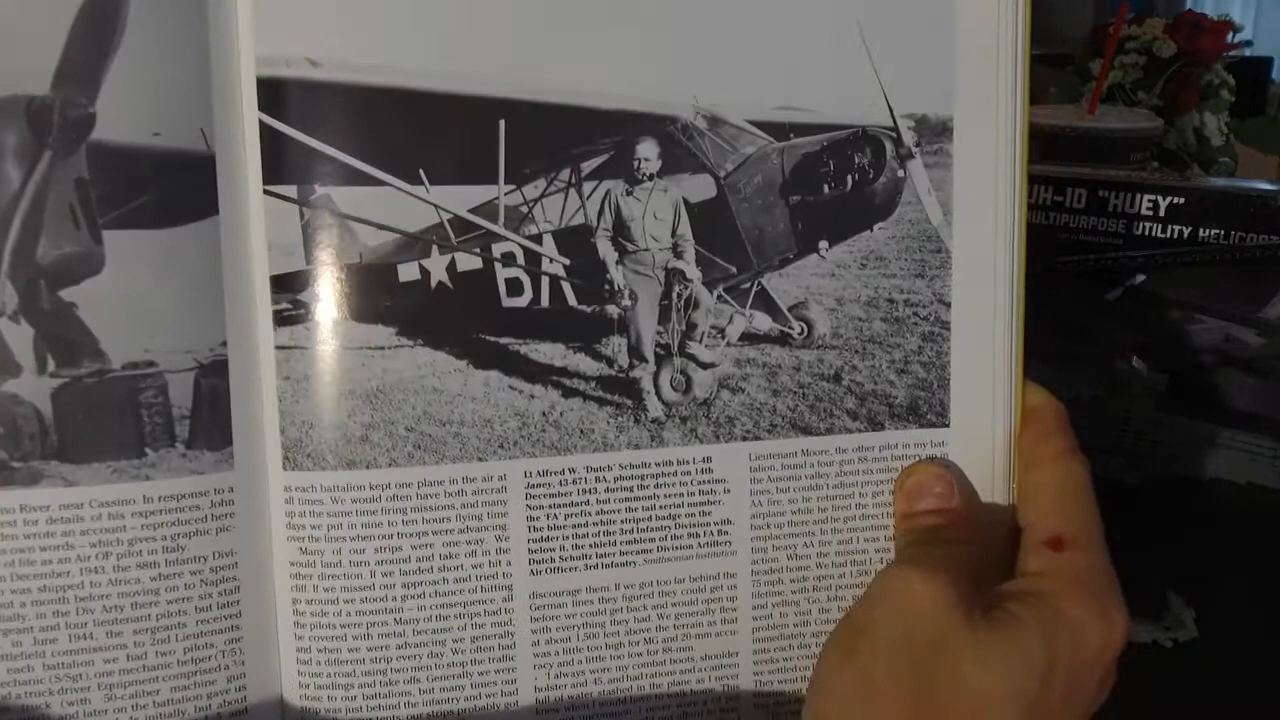 BA
Janey
UH-1D "HUEY"
MULTIPURPOSE UTILITY HELICOPT
no River, near Cassino. In response to a
est for details of his experiences, John
den wrote an account – reproduced here
s own words – which gives a graphic pic-
of life as an Air OP pilot in Italy.
n December, 1943, the 88th Infantry Divi-
was shipped to Africa, where we spent
ut a month before moving on to Naples.
ially, in the Div Arty there were six staff
rgeant and four lieutenant pilots, but later
in June 1944, the sergeants received
ttlefield commissions to 2nd Lieutenants.
each battalion we had two pilots, one
echanic (S/Sgt), one mechanic helper (T/5),
d a truck driver. Equipment comprised a ¾
truck (with ·50-caliber machine gun
and later on the battalion gave us
as each battalion kept one plane in the air at
all times. We would often have both aircraft
up at the same time firing missions, and many
days we put in nine to ten hours flying time
over the lines when our troops were advancing.
'Many of our strips were one-way. We
would land, turn around and take off in the
other direction. If we landed short, we hit a
cliff. If we missed our approach and tried to
go around we stood a good chance of hitting
the side of a mountain – in consequence, all
the pilots were pros. Many of the strips had to
be covered with metal, because of the mud,
and when we were advancing we generally
had a different strip every day. We often had
to use a road, using two men to stop the traffic
for landings and take offs. Generally we were
close to our battalions, but many times our
strip was just behind the infantry and we had
our strips probably got
Lt Alfred W. 'Dutch' Schultz with his L-4B
Janey, 43-671: BA, photographed on 14th
December 1943, during the drive to Cassino.
Non-standard, but commonly seen in Italy, is
the 'FA' prefix above the tail serial number.
The blue-and-white striped badge on the
rudder is that of the 3rd Infantry Division with,
below it, the shield emblem of the 9th FA Bn.
Dutch Schultz later became Division Artillery
Air Officer, 3rd Infantry. Smithsonian Institution
discourage them. If we got too far behind the
German lines they figured they could get us
before we could get back and would open up
with everything they had. We generally flew
at about 1,500 feet above the terrain as that
was a little too high for MG and 20-mm accu-
racy and a little too low for 88-mm.
'I always wore my combat boots, shoulder
holster and ·45, and had rations and a canteen
full of water stashed in the plane as I never
knew when I would have to walk home. This
Lieutenant Moore, the other pilot in my bat-
talion, found a four-gun 88-mm battery up in
the Ausonia valley, about six miles
lines, but couldn't adjust properly
AA fire, so he returned to get
airplane while he fired the miss
back up there and he got direct
emplacements. In the meantime
ting heavy AA fire and I was
action. When the mission was
headed home. We had that L-4
75 mph, wide open at 1,500
lifetime, with Reid
and yelling "Go, John,
to visit the
problem with Colon
immediately agre
ants each day to
weeks we could
we settled on
They went